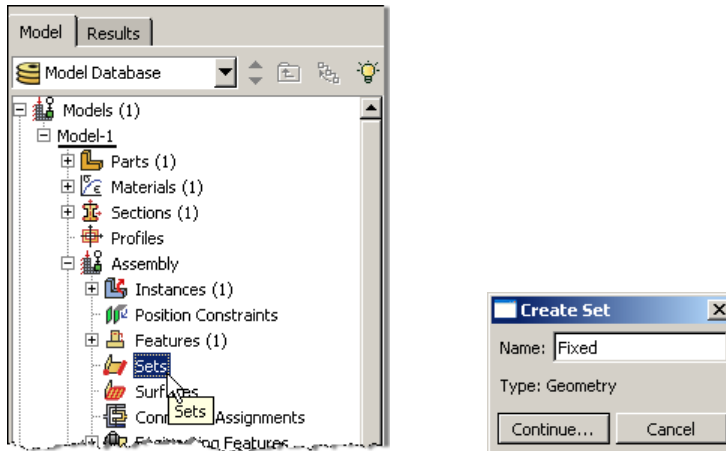 Model Results
Model Database
Models (1)
Model-1
Parts (1)
Materials (1)
Sections (1)
Profiles
Assembly
Instances (1)
Position Constraints
Features (1)
Sets
Sets
Assignments
Features
Create Set
Name: Fixed
Type: Geometry
Continue... Cancel